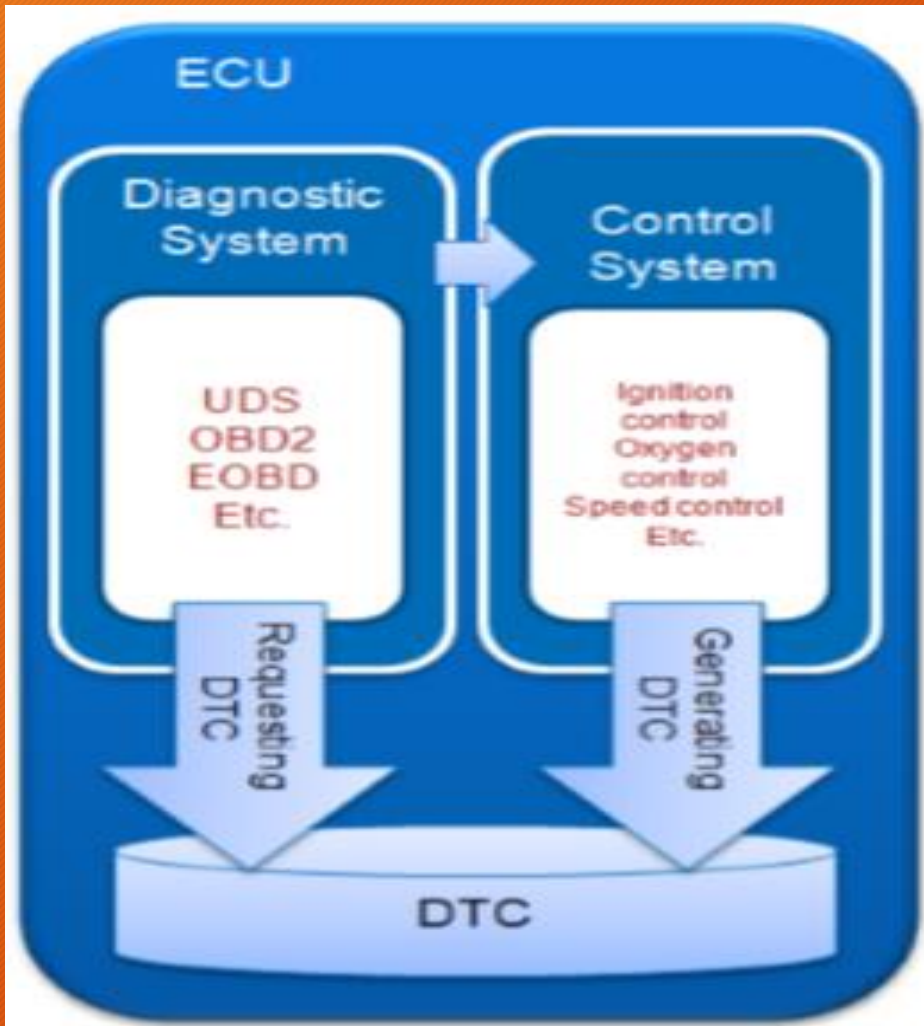 ECU
Diagnostic
System
UDS
OBD2
EOBD
Etc.
Requesting
DTC
Control
System
Ignition
control
Oxygen
control
Speed control
Etc.
Generating
DTC
DTC